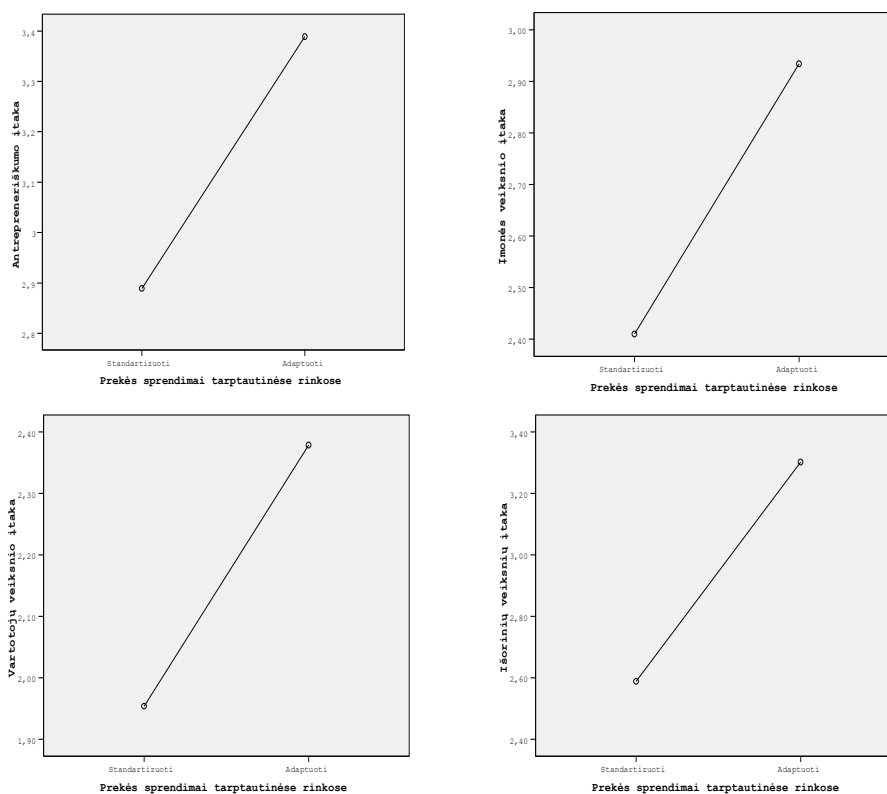 Antrepreneriškumo įtaka
3,4
3,3
3,2
3,1
3
2,9
2,8
Standartizuoti Adaptuoti
Prekės sprendimai tarptautinėse rinkose
Įmonės veiksnio įtaka
3,00
2,90
2,80
2,70
2,60
2,50
2,40
Standartizuoti Adaptuoti
Prekės sprendimai tarptautinėse rinkose
Vartotojų veiksnio įtaka
2,40
2,30
2,20
2,10
2,00
1,90
Standartizuoti Adaptuoti
Prekės sprendimai tarptautinėse rinkose
Išorinių veiksnių įtaka
3,40
3,20
3,00
2,80
2,60
2,40
Standartizuoti Adaptuoti
Prekės sprendimai tarptautinėse rinkose